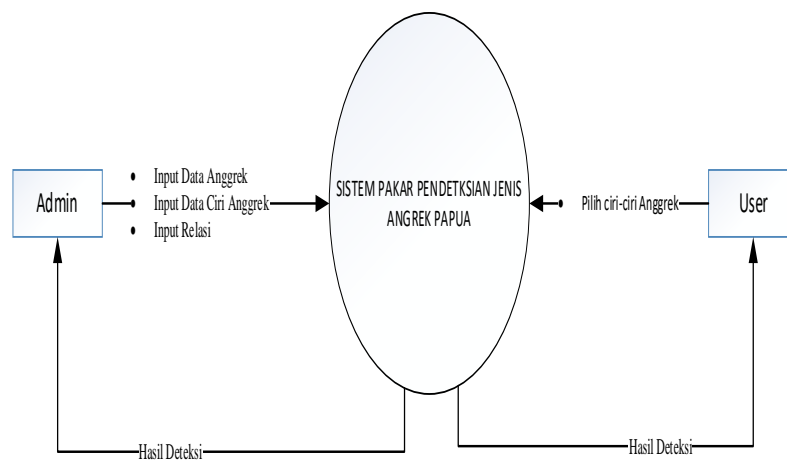 Admin
• Input Data Anggrek
• Input Data Ciri Anggrek
• Input Relasi
SISTEM PAKAR PENDETKSIAN JENIS
ANGREK PAPUA
• Pilih ciri-ciri Anggrek
User
Hasil Deteksi
Hasil Deteksi